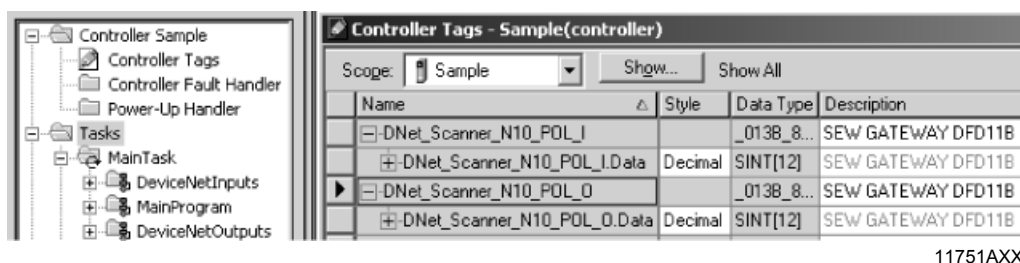 Controller Sample
Controller Tags
Controller Fault Handler
Power-Up Handler
Tasks
MainTask
DeviceNetInputs
MainProgram
DeviceNetOutputs
Controller Tags - Sample(controller)
Scope: Sample Show... Show All
Name Style Data Type Description
DNet_Scanner_N10_POL_I _013B_8... SEW GATEWAY DFD11B
DNet_Scanner_N10_POL_I.Data Decimal SINT[12] SEW GATEWAY DFD11B
DNet_Scanner_N10_POL_O _013B_8... SEW GATEWAY DFD11B
DNet_Scanner_N10_POL_O.Data Decimal SINT[12] SEW GATEWAY DFD11B
11751AXX